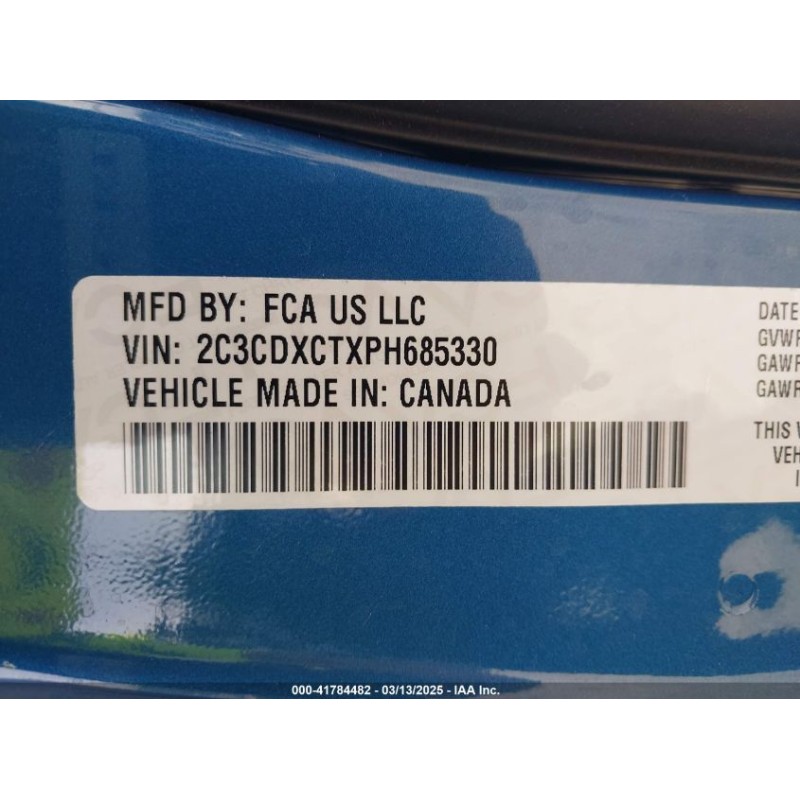 MFD BY: FCA US LLC
VIN: 2C3CDXCTXPH685330
VEHICLE MADE IN: CANADA
DATE
GVWR
GAWR
GAWR
THIS
000-41784482 - 03/13/2025 - IAA Inc.